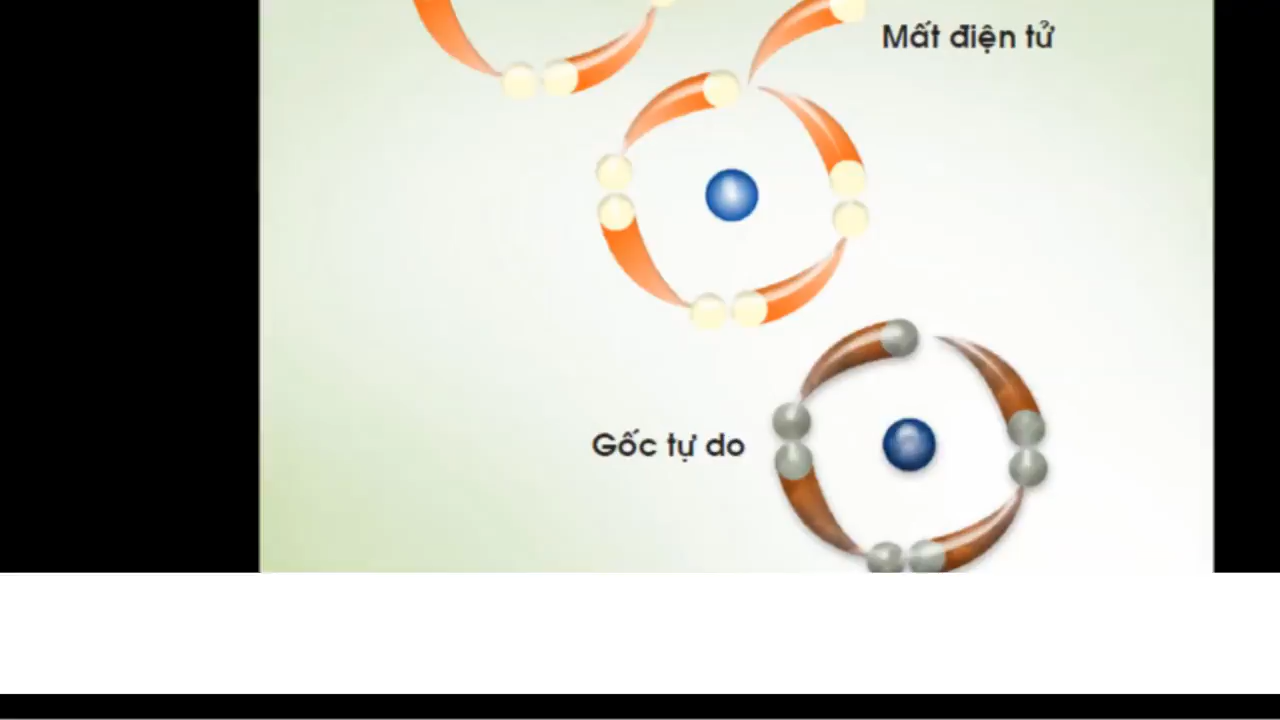 Mất điện tử
Gốc tự do